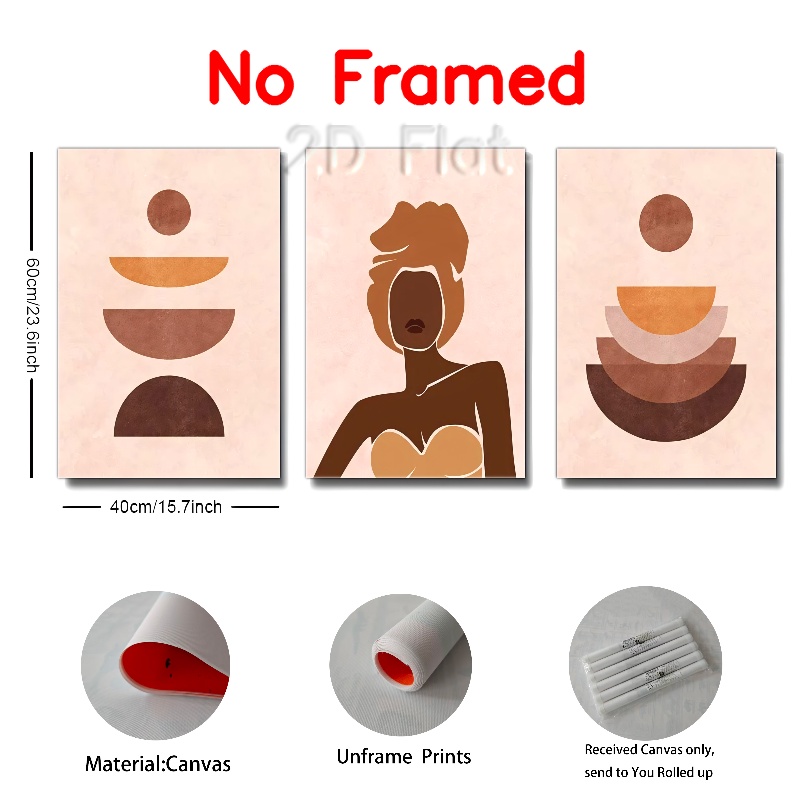 No Framed
2D Flat
60cm/23.6inch
40cm/15.7inch
Material:Canvas
Unframe Prints
Received Canvas only,
send to You Rolled up